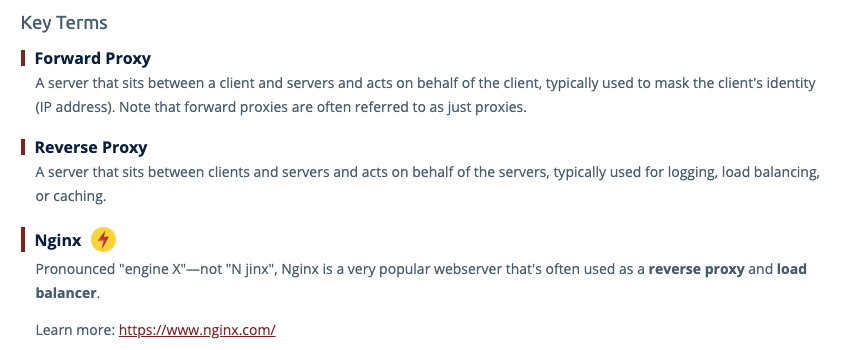 Key Terms
Forward Proxy
A server that sits between a client and servers and acts on behalf of the client, typically used to mask the client's identity
(IP address). Note that forward proxies are often referred to as just proxies.
Reverse Proxy
A server that sits between clients and servers and acts on behalf of the servers, typically used for logging, load balancing,
or caching.
Nginx
Pronounced "engine X"—not "N jinx", Nginx is a very popular webserver that's often used as a reverse proxy and load
balancer.
Learn more: https://www.nginx.com/